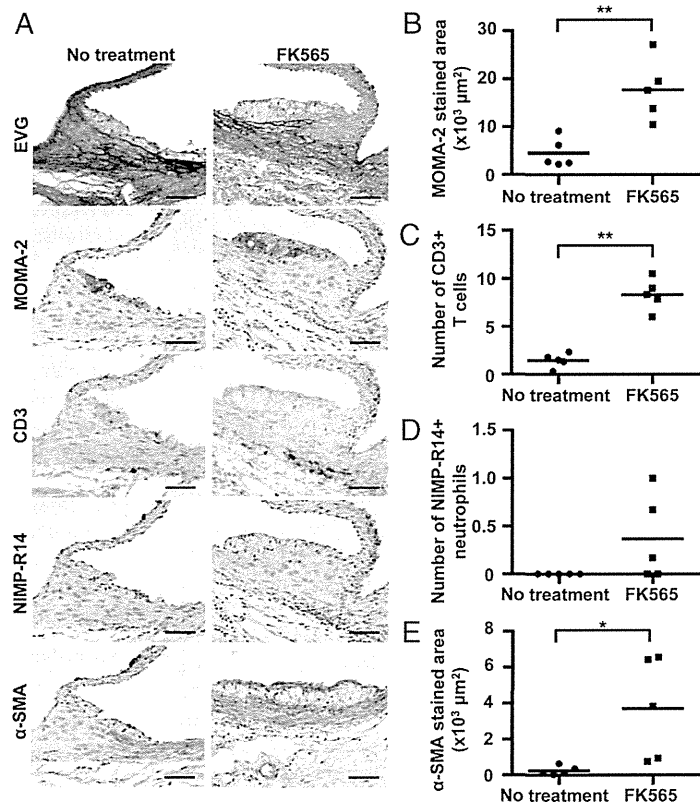 A
No treatment FK565
EVG
MOMA-2
CD3
NIMP-R14
α-SMA
B
MOMA-2 stained area
(x10³ µm²)
30
20
10
0
**
No treatment FK565
C
Number of CD3+
T cells
15
10
5
0
**
No treatment FK565
D
Number of NIMP-R14+
neutrophils
1.5
1.0
0.5
0
No treatment FK565
E
α-SMA stained area
(x10³ µm²)
8
6
4
2
0
*
No treatment FK565